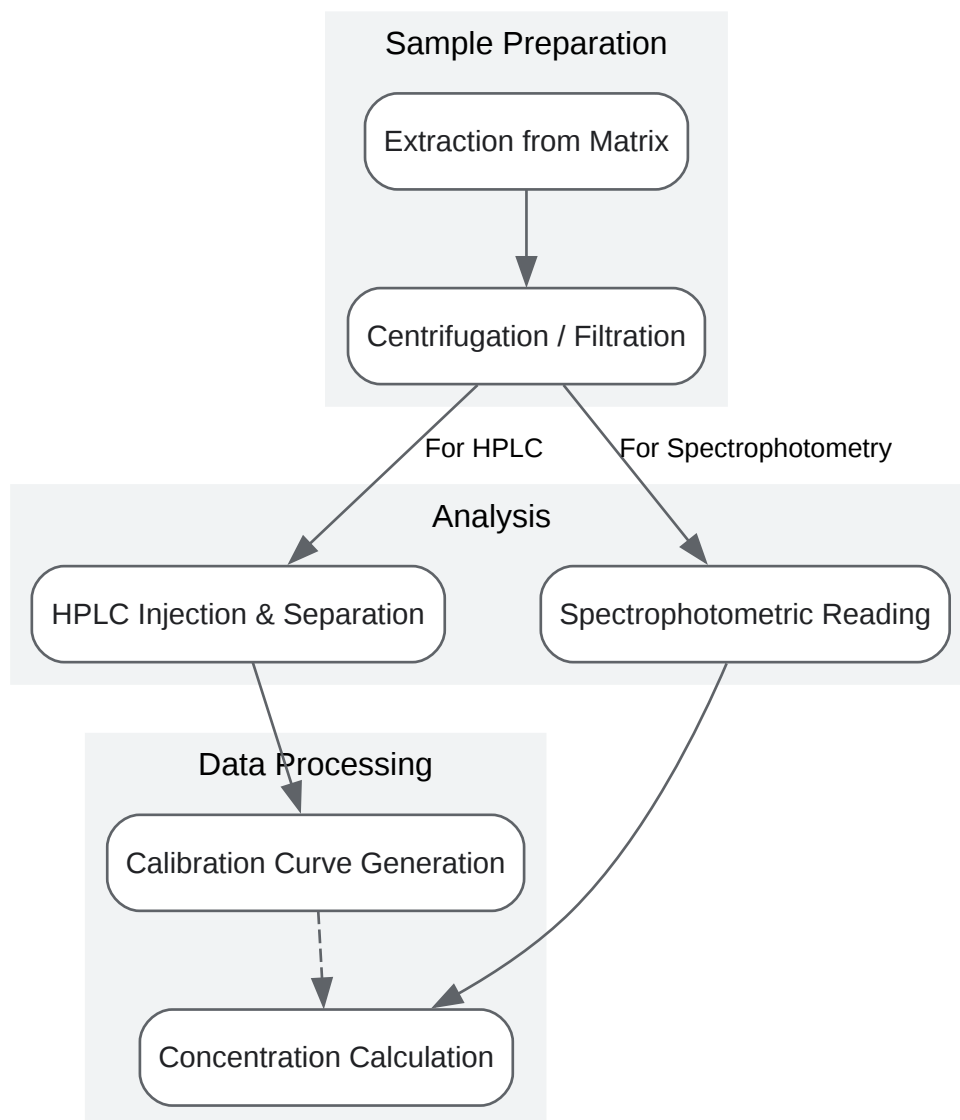 Sample Preparation
Extraction from Matrix
Centrifugation / Filtration
For HPLC
For Spectrophotometry
Analysis
HPLC Injection & Separation
Spectrophotometric Reading
Data Processing
Calibration Curve Generation
Concentration Calculation